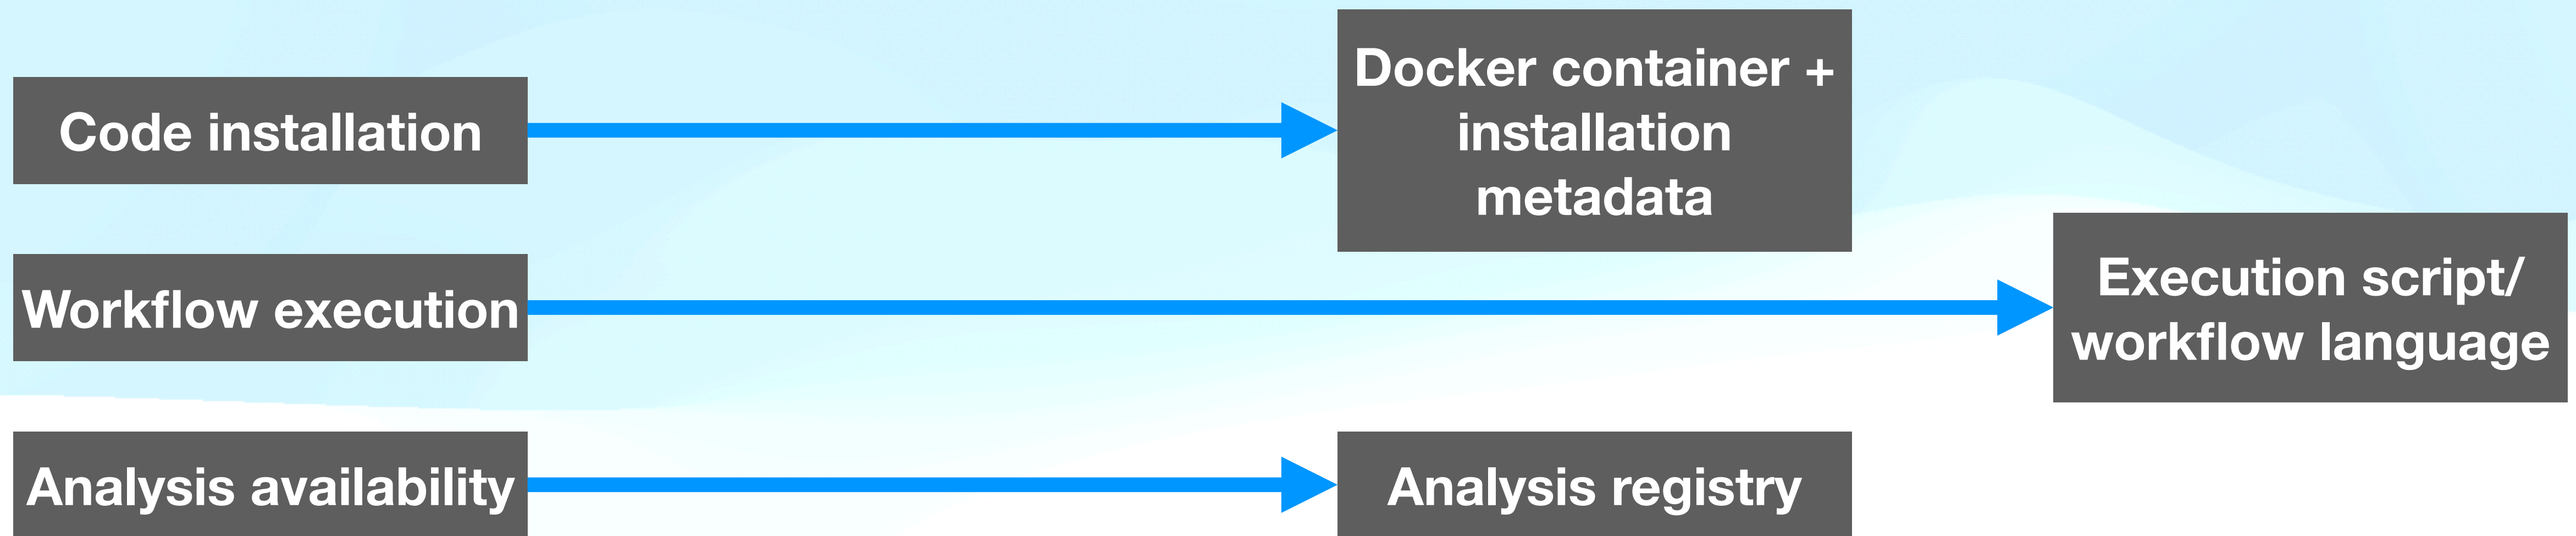 Code installation
Docker container +
installation
metadata
Workflow execution
Execution script/
workflow language
Analysis availability
Analysis registry